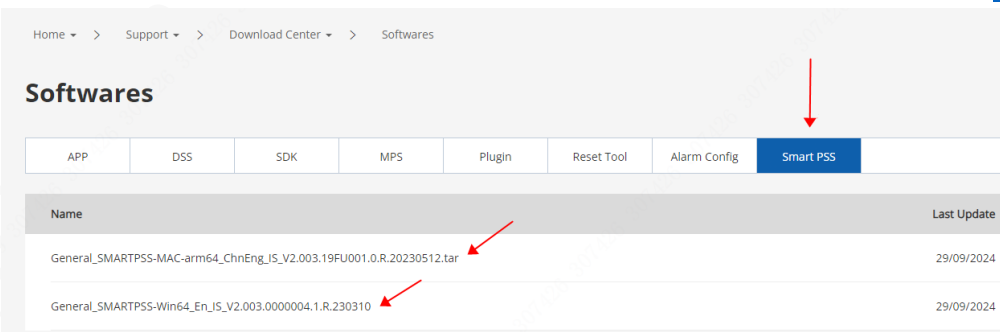 Home > Support > Download Center > Softwares
Softwares
APP DSS SDK MPS Plugin Reset Tool Alarm Config Smart PSS
Name Last Update
General_SMARTPSS-MAC-arm64_ChnEng_IS_V2.003.19FU001.0.R.20230512.tar 29/09/2024
General_SMARTPSS-Win64_En_IS_V2.003.0000004.1.R.230310 29/09/2024